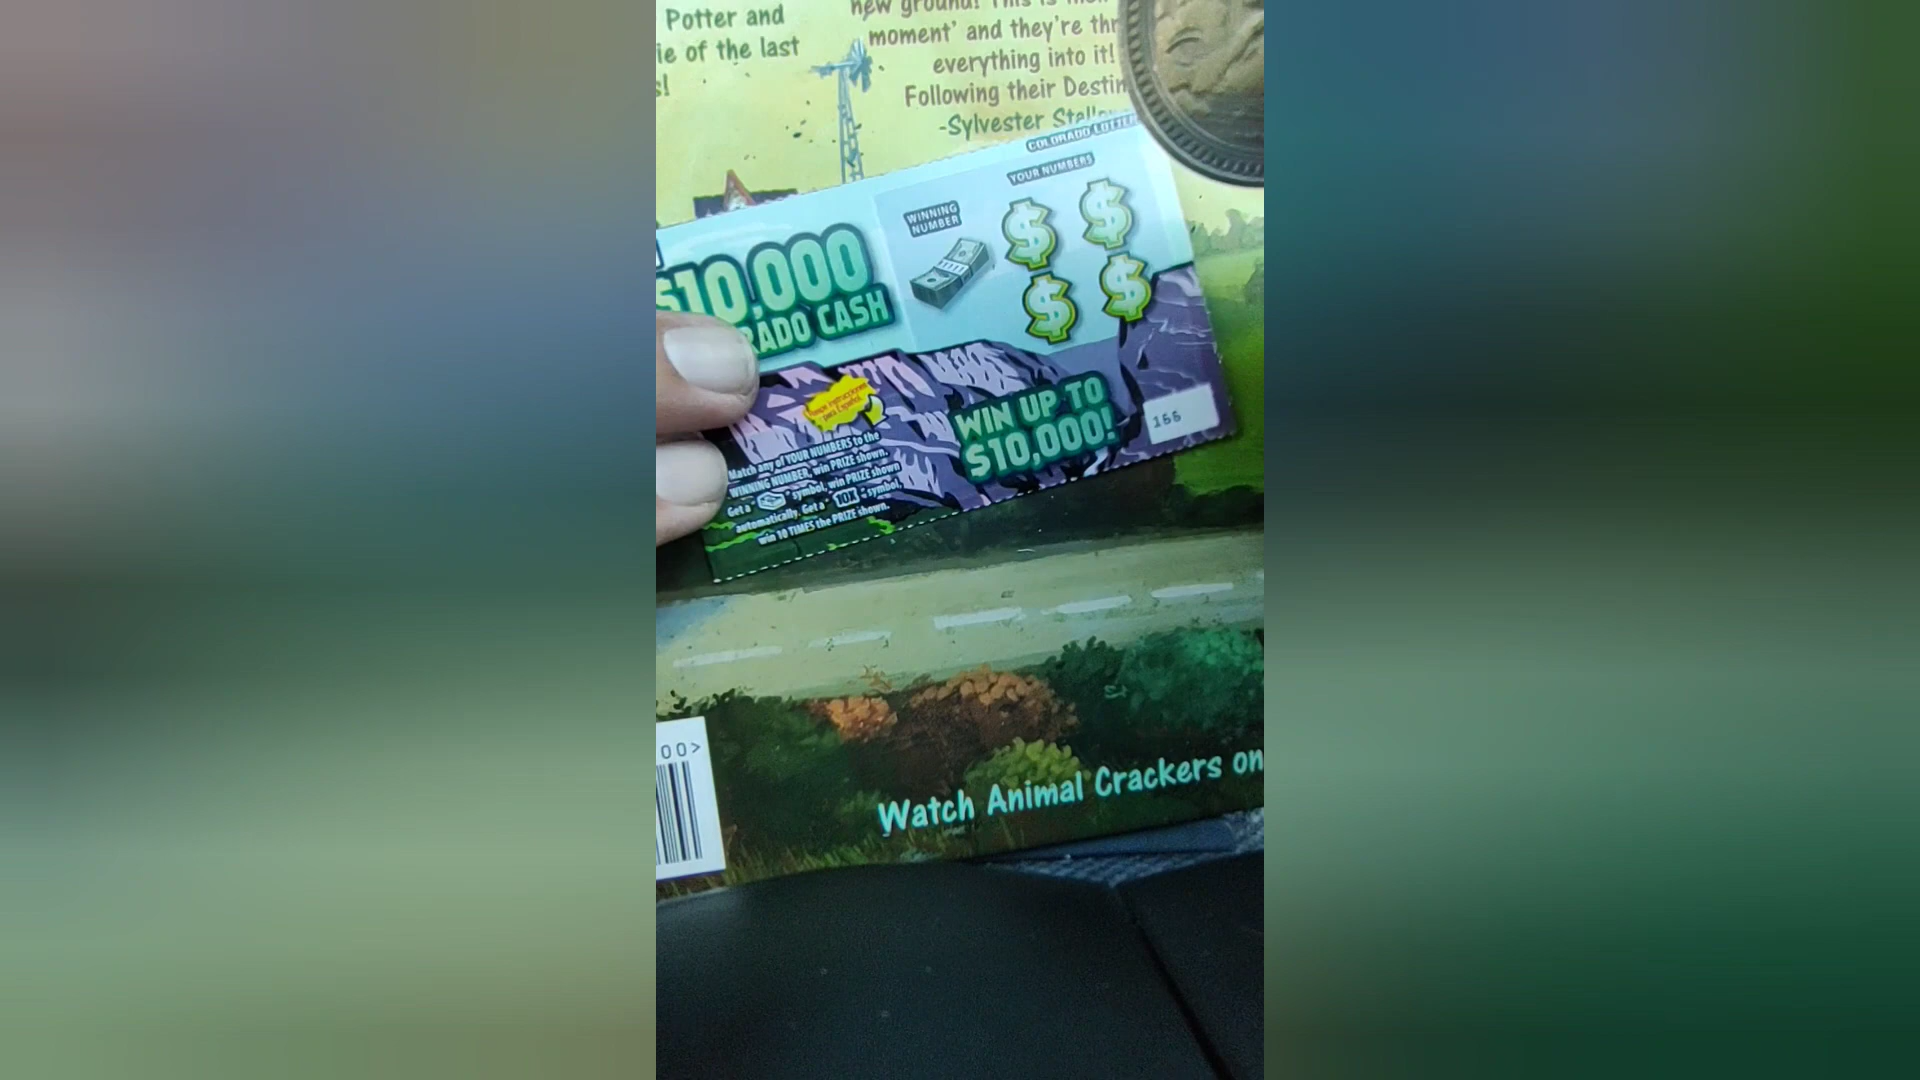 Potter and
ie of the last
s!
new ground! This is
moment' and they're thr
everything into it!
Following their Destin
-Sylvester Stallo
COLORADO LOTTE
YOUR NUMBERS
WINNING
NUMBER
$10,000
RADO CASH
WIN UP TO
$10,000!
155
Match any of YOUR NUMBERS to the
WINNING NUMBER, win PRIZE shown.
Get a " " symbol, win PRIZE shown
automatically. Get a "10X" symbol,
win 10 TIMES the PRIZE shown.
00>
Watch Animal Crackers on